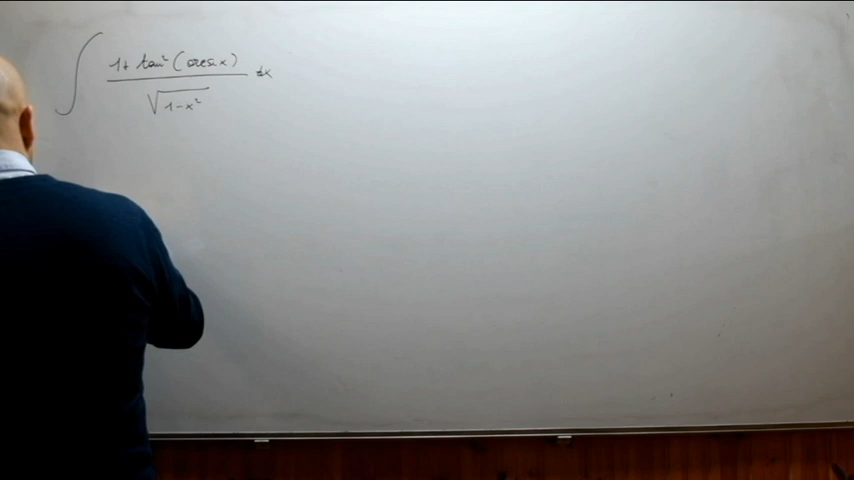 ∫ 1 + tan² (arcsin x) / √1-x² dx